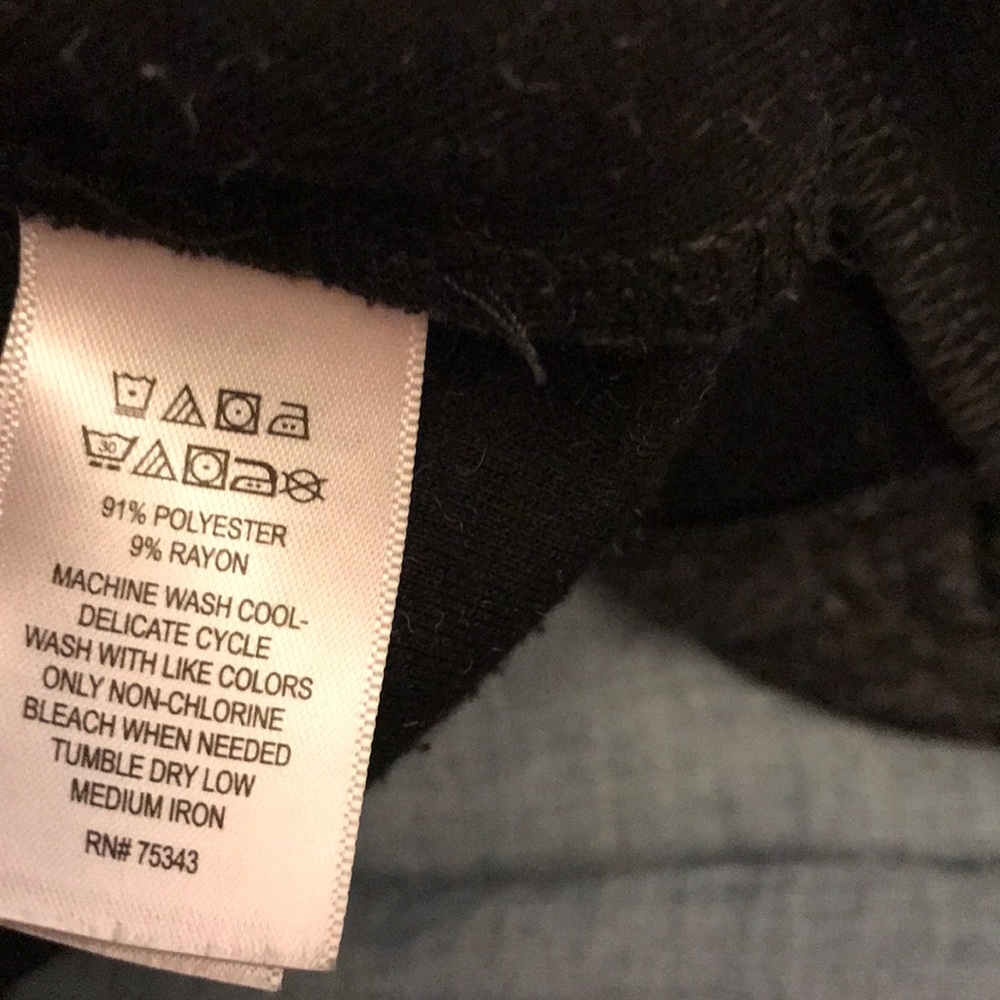 30
91% POLYESTER
9% RAYON
MACHINE WASH COOL-
DELICATE CYCLE
WASH WITH LIKE COLORS
ONLY NON-CHLORINE
BLEACH WHEN NEEDED
TUMBLE DRY LOW
MEDIUM IRON
RN# 75343